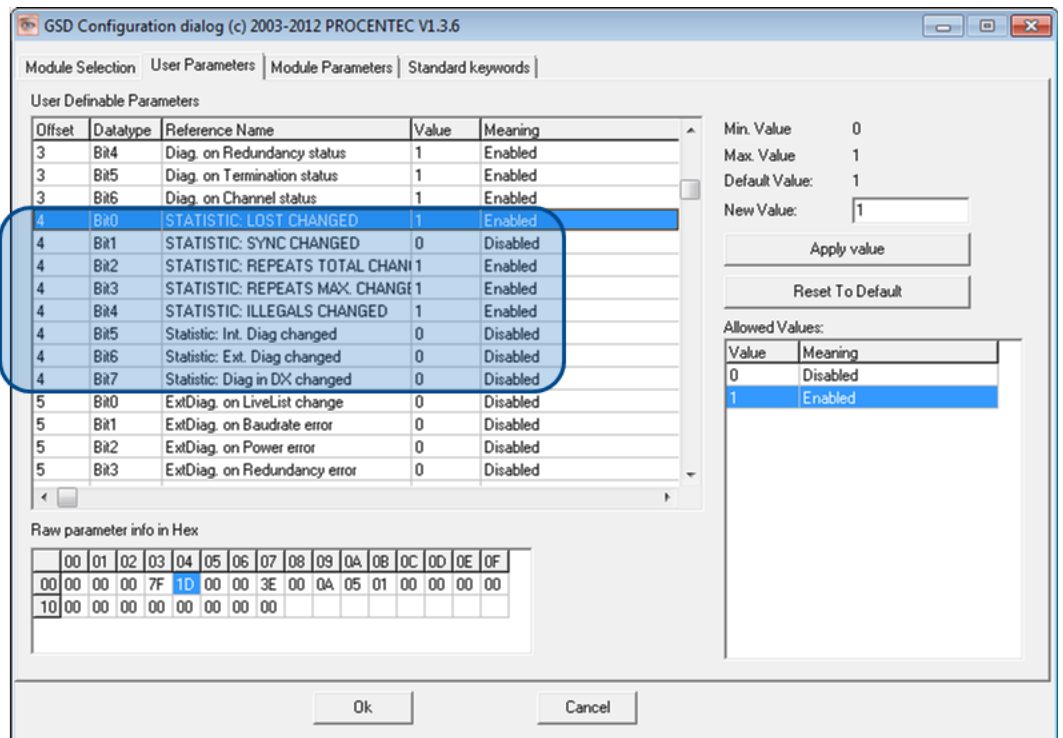 GSD Configuration dialog (c) 2003-2012 PROCENTEC V1.3.6
Module Selection User Parameters Module Parameters Standard keywords
User Definable Parameters
Offset Datatype Reference Name Value Meaning
3 Bit4 Diag. on Redundancy status 1 Enabled
3 Bit5 Diag. on Termination status 1 Enabled
3 Bit6 Diag. on Channel status 1 Enabled
4 Bit0 STATISTIC: LOST CHANGED 1 Enabled
4 Bit1 STATISTIC: SYNC CHANGED 0 Disabled
4 Bit2 STATISTIC: REPEATS TOTAL CHAN 1 Enabled
4 Bit3 STATISTIC: REPEATS MAX. CHANGE 1 Enabled
4 Bit4 STATISTIC: ILLEGALS CHANGED 1 Enabled
4 Bit5 Statistic: Int. Diag changed 0 Disabled
4 Bit6 Statistic: Ext. Diag changed 0 Disabled
4 Bit7 Statistic: Diag in DX changed 0 Disabled
5 Bit0 ExtDiag. on LiveList change 0 Disabled
5 Bit1 ExtDiag. on Baudrate error 0 Disabled
5 Bit2 ExtDiag. on Power error 0 Disabled
5 Bit3 ExtDiag. on Redundancy error 0 Disabled
Min. Value 0
Max. Value 1
Default Value: 1
New Value: 1
Apply value
Reset To Default
Allowed Values:
Value Meaning
0 Disabled
1 Enabled
Raw parameter info in Hex
00 01 02 03 04 05 06 07 08 09 0A 0B 0C 0D 0E 0F
00 00 00 00 7F 1D 00 00 3E 00 0A 05 01 00 00 00 00
10 00 00 00 00 00 00 00 00
Ok Cancel